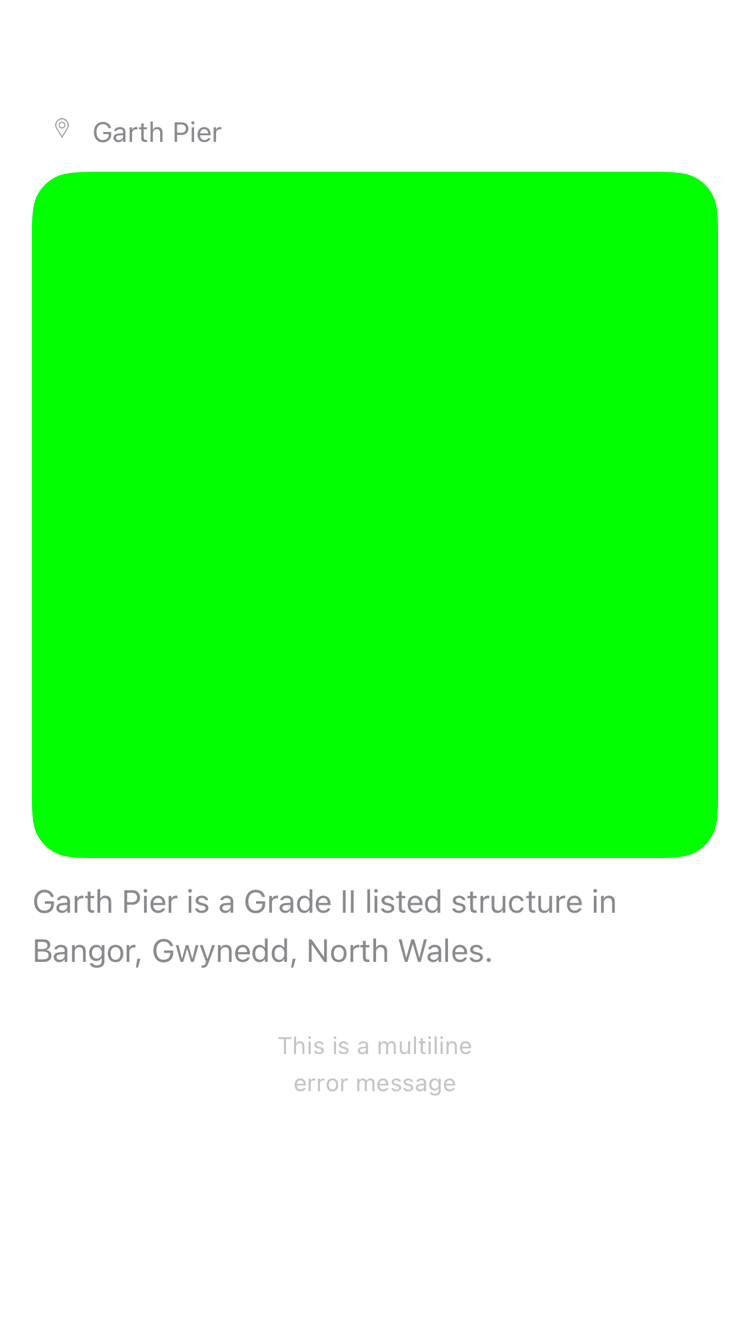 Garth Pier
Garth Pier is a Grade II listed structure in
Bangor, Gwynedd, North Wales.
This is a multiline
error message